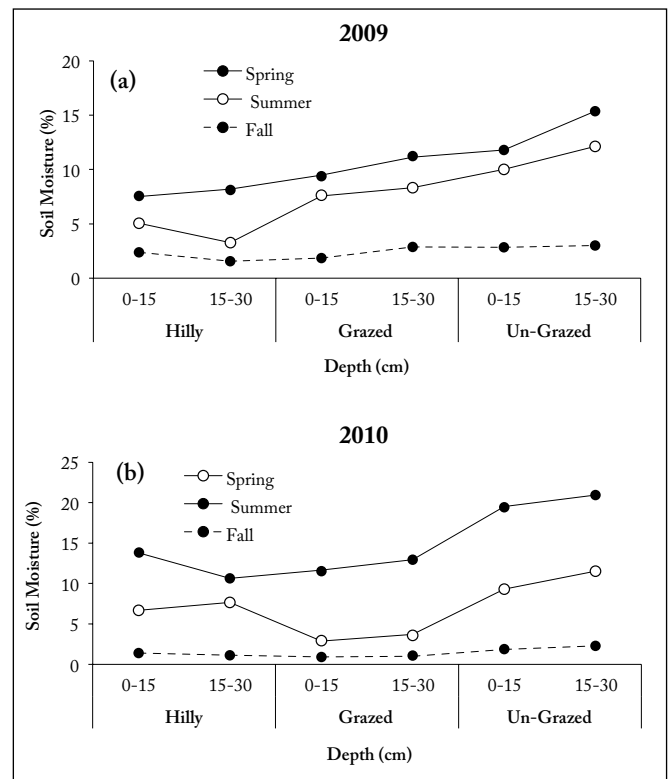 2009
(a)
Spring
Summer
Fall
Soil Moisture (%)
20
15
10
5
0
0-15 15-30 0-15 15-30 0-15 15-30
Hilly Grazed Un-Grazed
Depth (cm)
2010
(b)
Spring
Summer
Fall
Soil Moisture (%)
25
20
15
10
5
0
0-15 15-30 0-15 15-30 0-15 15-30
Hilly Grazed Un-Grazed
Depth (cm)